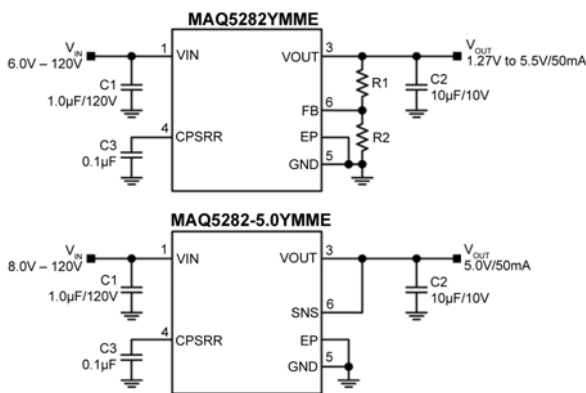 MAQ5282YMME
V_IN
6.0V – 120V
1
VIN
VOUT
3
V_OUT
1.27V to 5.5V/50mA
C1
1.0µF/120V
R1
C2
10µF/10V
4
CPSRR
FB
6
C3
0.1µF
EP
R2
GND
5
MAQ5282-5.0YMME
V_IN
8.0V – 120V
1
VIN
VOUT
3
V_OUT
5.0V/50mA
C1
1.0µF/120V
C2
10µF/10V
SNS
6
4
CPSRR
C3
0.1µF
EP
GND
5